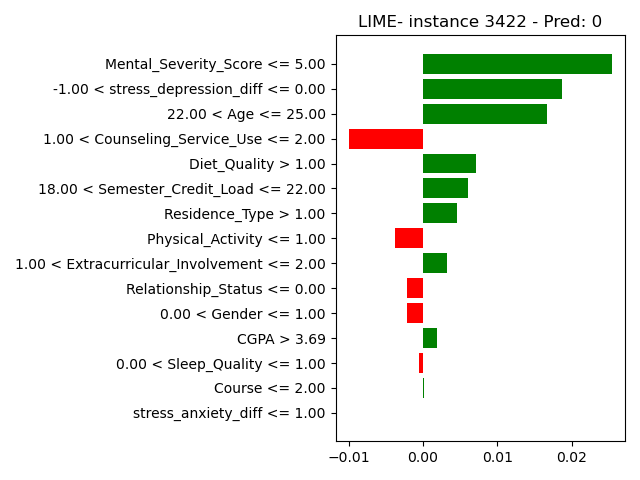 LIME- instance 3422 - Pred: 0
Mental_Severity_Score <= 5.00
-1.00 < stress_depression_diff <= 0.00
22.00 < Age <= 25.00
1.00 < Counseling_Service_Use <= 2.00
Diet_Quality > 1.00
18.00 < Semester_Credit_Load <= 22.00
Residence_Type > 1.00
Physical_Activity <= 1.00
1.00 < Extracurricular_Involvement <= 2.00
Relationship_Status <= 0.00
0.00 < Gender <= 1.00
CGPA > 3.69
0.00 < Sleep_Quality <= 1.00
Course <= 2.00
stress_anxiety_diff <= 1.00
−0.01 0.00 0.01 0.02